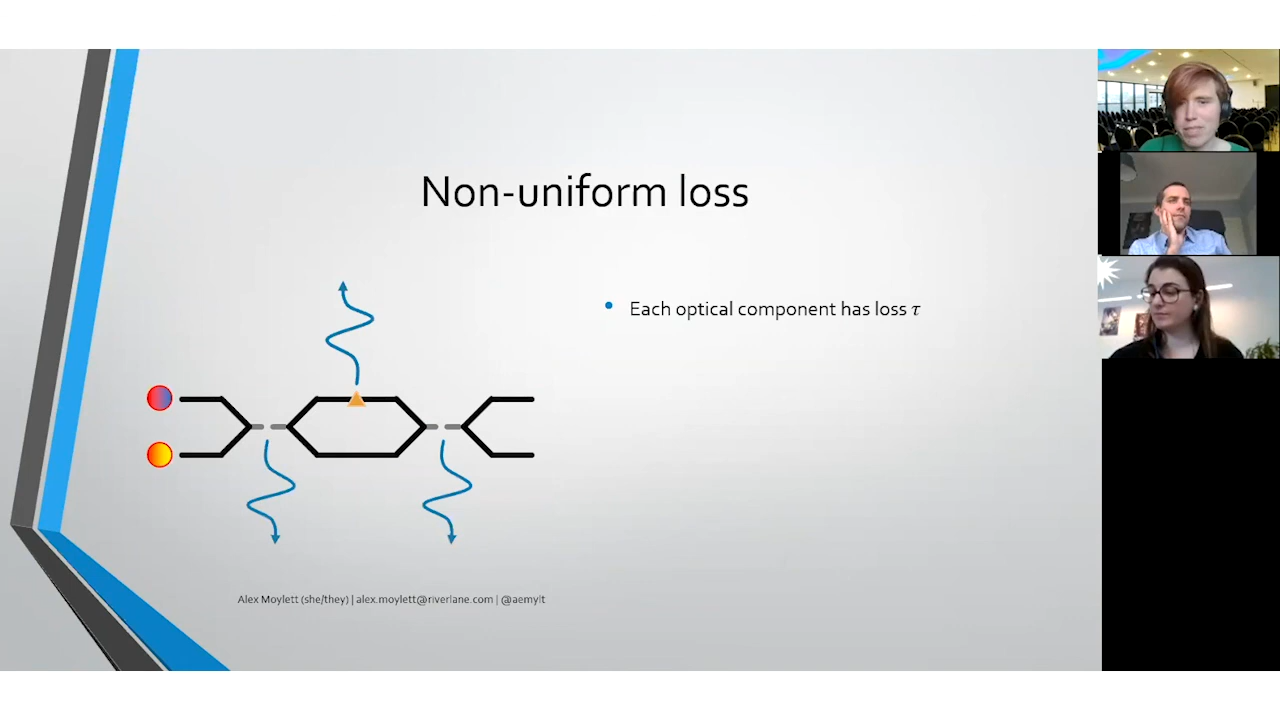 Non-uniform loss
• Each optical component has loss τ
Alex Moylett (she/they) | alex.moylett@riverlane.com | @aemylt